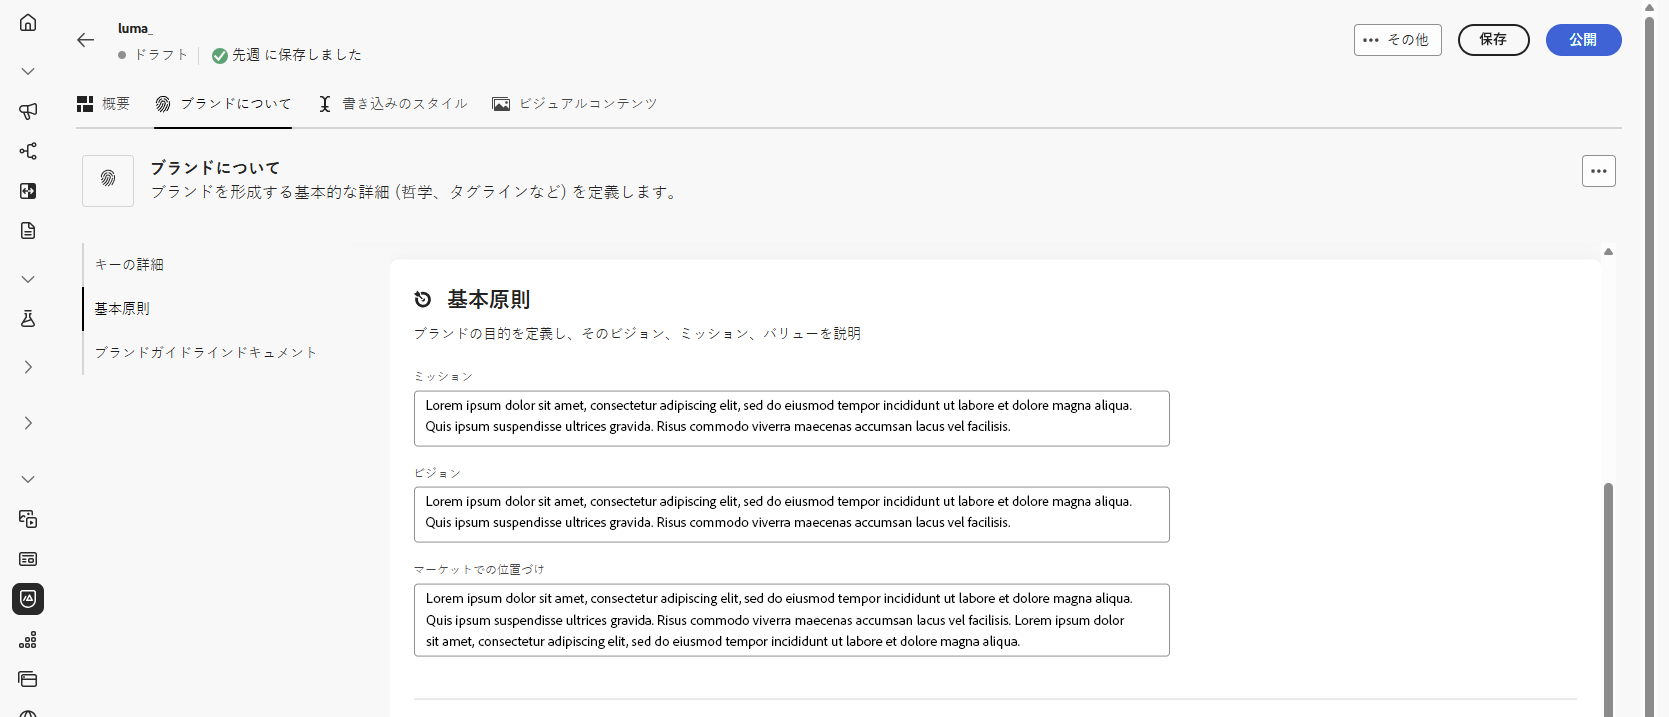 luma_
ドラフト
先週 に保存しました
その他
保存
公開
概要
ブランドについて
書き込みのスタイル
ビジュアルコンテンツ
ブランドについて
ブランドを形成する基本的な詳細 (哲学、タグラインなど) を定義します。
キーの詳細
基本原則
ブランドガイドラインドキュメント
基本原則
ブランドの目的を定義し、そのビジョン、ミッション、バリューを説明
ミッション
Lorem ipsum dolor sit amet, consectetur adipiscing elit, sed do eiusmod tempor incididunt ut labore et dolore magna aliqua.
Quis ipsum suspendisse ultrices gravida. Risus commodo viverra maecenas accumsan lacus vel facilisis.
ビジョン
Lorem ipsum dolor sit amet, consectetur adipiscing elit, sed do eiusmod tempor incididunt ut labore et dolore magna aliqua.
Quis ipsum suspendisse ultrices gravida. Risus commodo viverra maecenas accumsan lacus vel facilisis.
マーケットでの位置づけ
Lorem ipsum dolor sit amet, consectetur adipiscing elit, sed do eiusmod tempor incididunt ut labore et dolore magna aliqua.
Quis ipsum suspendisse ultrices gravida. Risus commodo viverra maecenas accumsan lacus vel facilisis. Lorem ipsum dolor
sit amet, consectetur adipiscing elit, sed do eiusmod tempor incididunt ut labore et dolore magna aliqua.